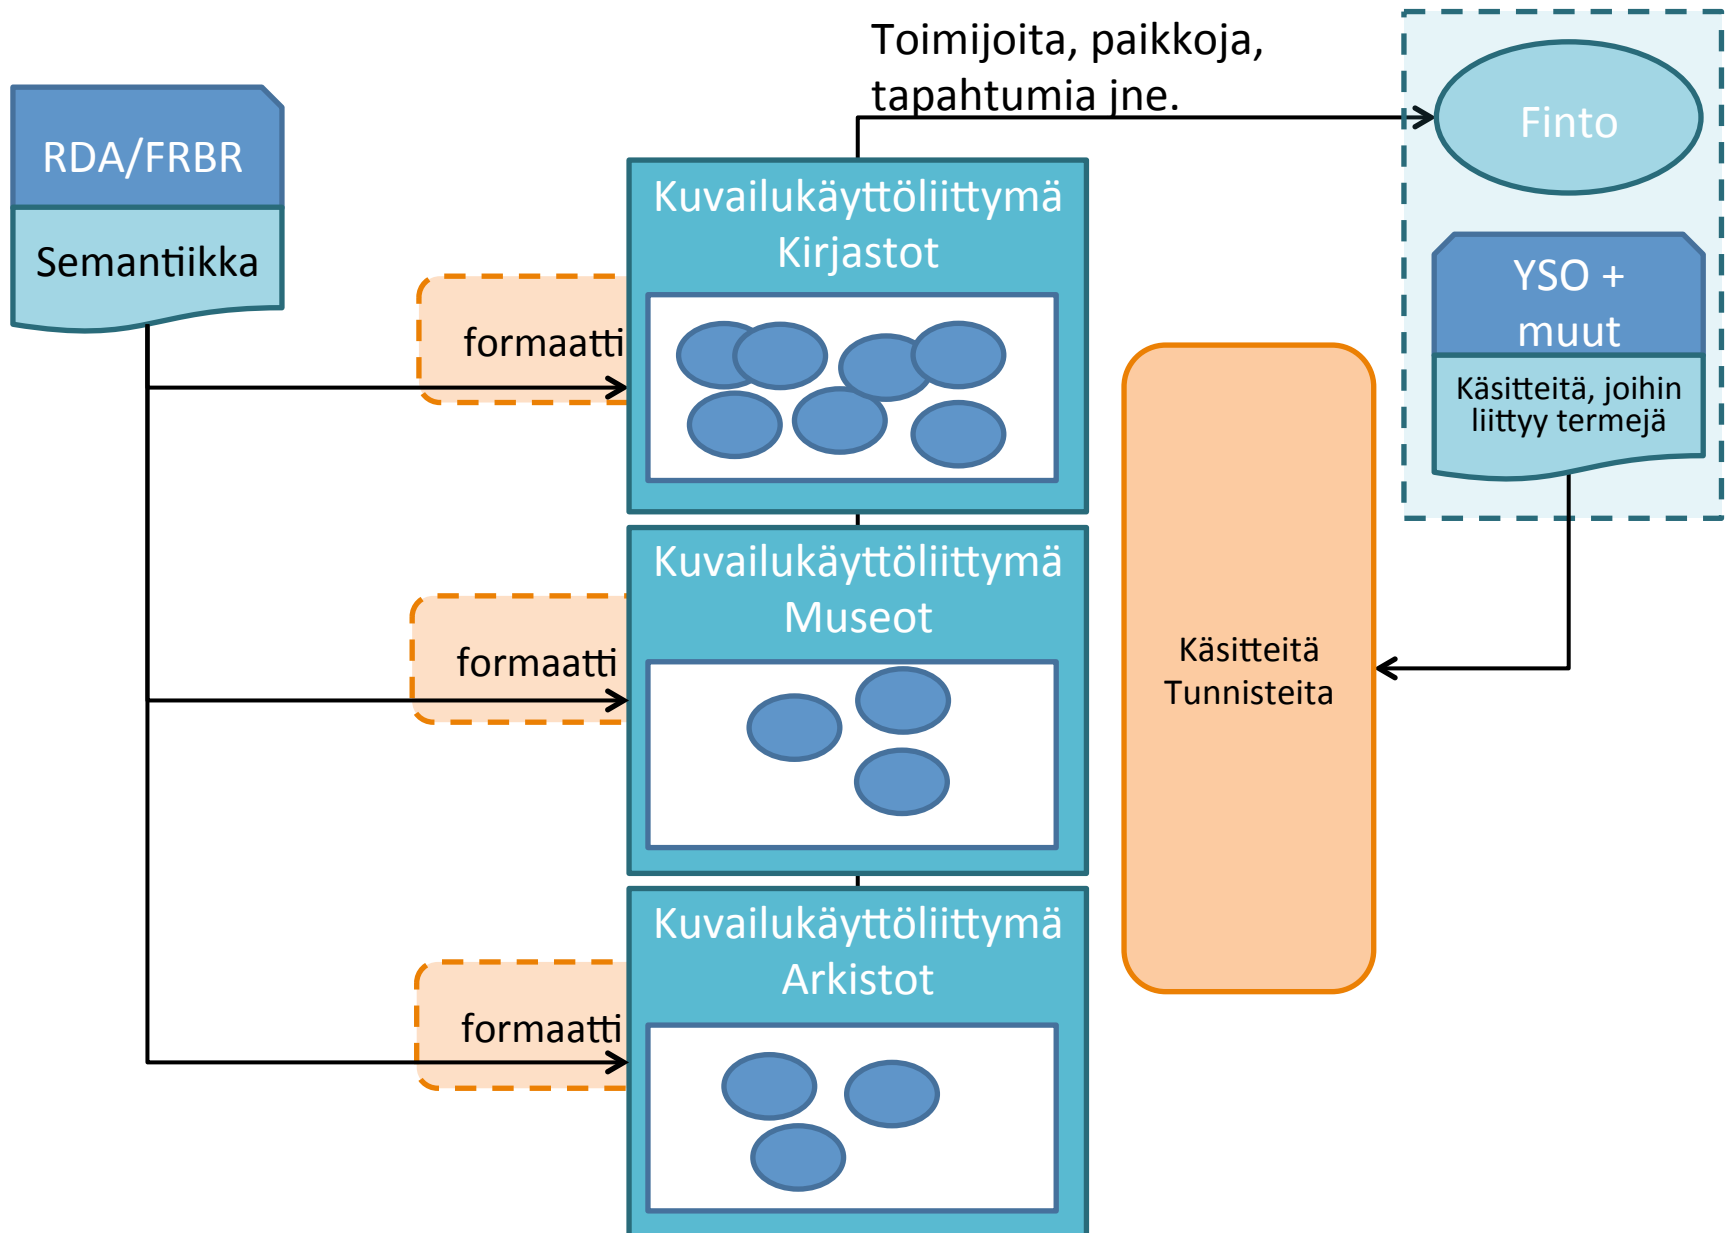 Toimijoita, paikkoja,
tapahtumia jne.
Finto
RDA/FRBR
Semantiikka
Kuvailukäyttöliittymä
Kirjastot
formaatti
YSO +
muut
Käsitteitä, joihin
liittyy termejä
Kuvailukäyttöliittymä
Museot
formaatti
Käsitteitä
Tunnisteita
Kuvailukäyttöliittymä
Arkistot
formaatti